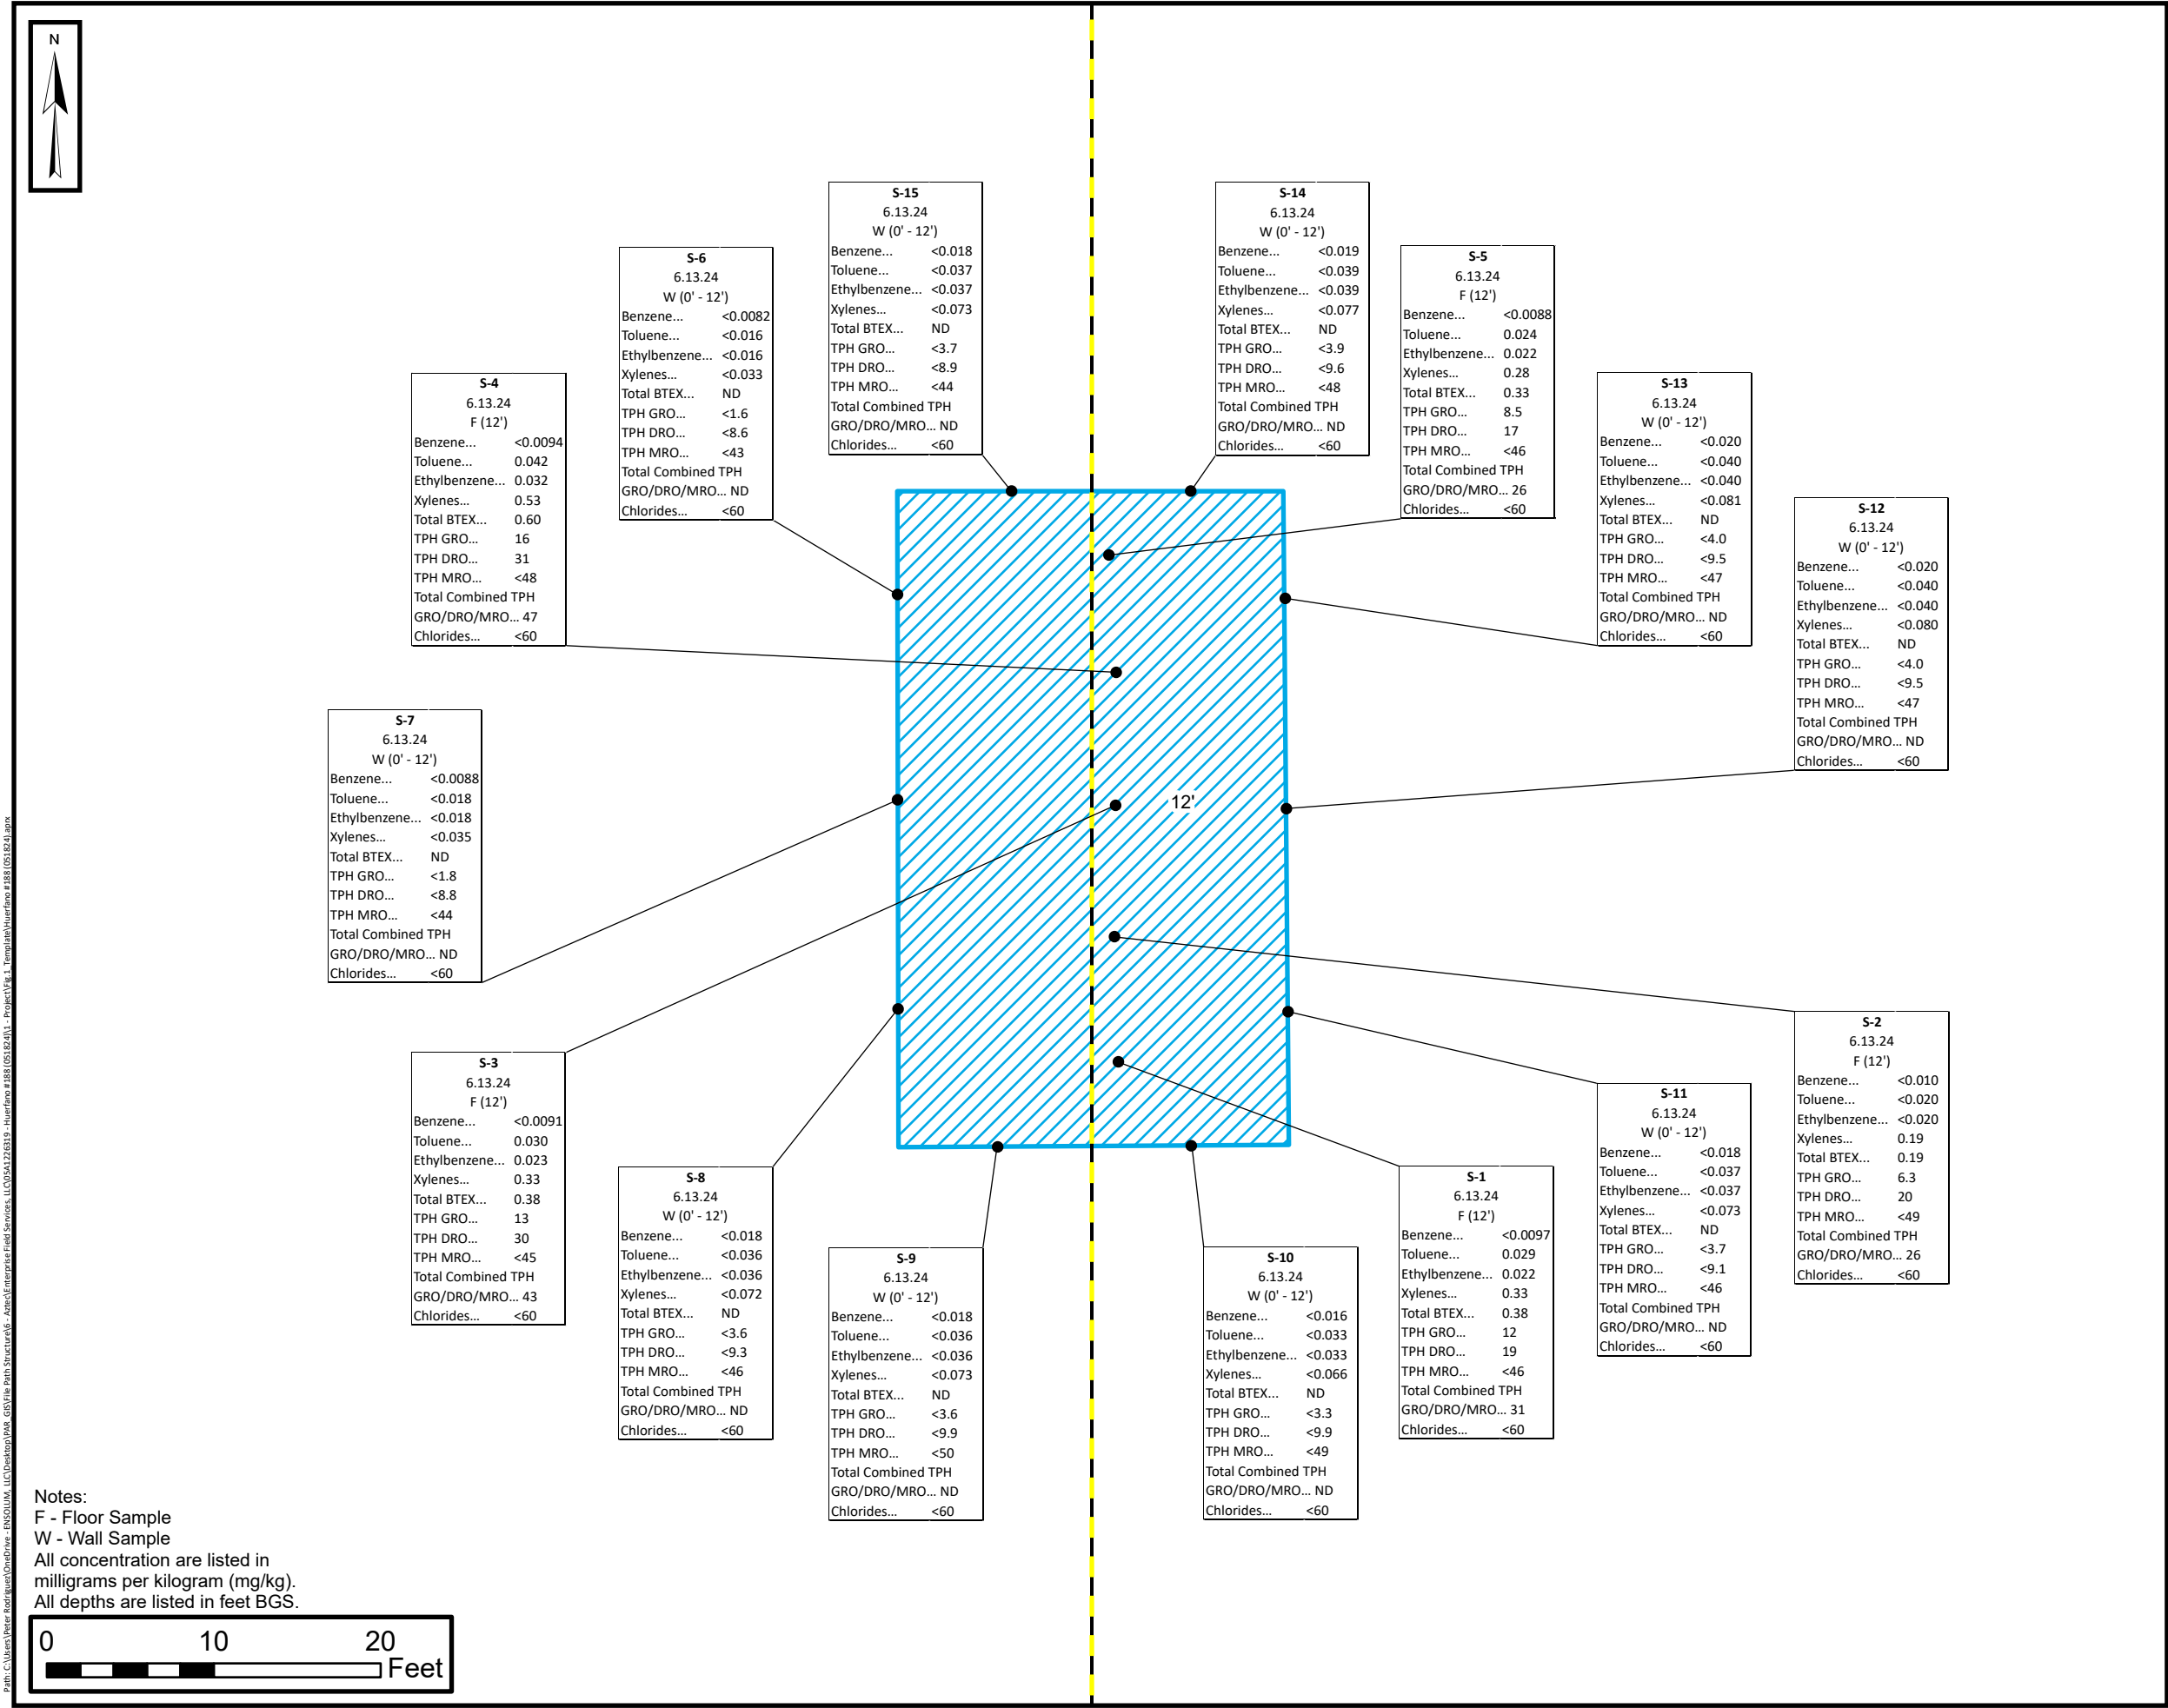 N
S-15
6.13.24
W (0' - 12')
Benzene... <0.018
Toluene... <0.037
Ethylbenzene... <0.037
Xylenes... <0.073
Total BTEX... ND
TPH GRO... <3.7
TPH DRO... <8.9
TPH MRO... <44
Total Combined TPH
GRO/DRO/MRO... ND
Chlorides... <60
S-14
6.13.24
W (0' - 12')
Benzene... <0.019
Toluene... <0.039
Ethylbenzene... <0.039
Xylenes... <0.077
Total BTEX... ND
TPH GRO... <3.9
TPH DRO... <9.6
TPH MRO... <48
Total Combined TPH
GRO/DRO/MRO... ND
Chlorides... <60
S-6
6.13.24
W (0' - 12')
Benzene... <0.0082
Toluene... <0.016
Ethylbenzene... <0.016
Xylenes... <0.033
Total BTEX... ND
TPH GRO... <1.6
TPH DRO... <8.6
TPH MRO... <43
Total Combined TPH
GRO/DRO/MRO... ND
Chlorides... <60
S-5
6.13.24
F (12')
Benzene... <0.0088
Toluene... 0.024
Ethylbenzene... 0.022
Xylenes... 0.28
Total BTEX... 0.33
TPH GRO... 8.5
TPH DRO... 17
TPH MRO... <46
Total Combined TPH
GRO/DRO/MRO... 26
Chlorides... <60
S-4
6.13.24
F (12')
Benzene... <0.0094
Toluene... 0.042
Ethylbenzene... 0.032
Xylenes... 0.53
Total BTEX... 0.60
TPH GRO... 16
TPH DRO... 31
TPH MRO... <48
Total Combined TPH
GRO/DRO/MRO... 47
Chlorides... <60
S-13
6.13.24
W (0' - 12')
Benzene... <0.020
Toluene... <0.040
Ethylbenzene... <0.040
Xylenes... <0.081
Total BTEX... ND
TPH GRO... <4.0
TPH DRO... <9.5
TPH MRO... <47
Total Combined TPH
GRO/DRO/MRO... ND
Chlorides... <60
S-12
6.13.24
W (0' - 12')
Benzene... <0.020
Toluene... <0.040
Ethylbenzene... <0.040
Xylenes... <0.080
Total BTEX... ND
TPH GRO... <4.0
TPH DRO... <9.5
TPH MRO... <47
Total Combined TPH
GRO/DRO/MRO... ND
Chlorides... <60
S-7
6.13.24
W (0' - 12')
Benzene... <0.0088
Toluene... <0.018
Ethylbenzene... <0.018
Xylenes... <0.035
Total BTEX... ND
TPH GRO... <1.8
TPH DRO... <8.8
TPH MRO... <44
Total Combined TPH
GRO/DRO/MRO... ND
Chlorides... <60
12'
S-3
6.13.24
F (12')
Benzene... <0.0091
Toluene... 0.030
Ethylbenzene... 0.023
Xylenes... 0.33
Total BTEX... 0.38
TPH GRO... 13
TPH DRO... 30
TPH MRO... <45
Total Combined TPH
GRO/DRO/MRO... 43
Chlorides... <60
S-2
6.13.24
F (12')
Benzene... <0.010
Toluene... <0.020
Ethylbenzene... <0.020
Xylenes... 0.19
Total BTEX... 0.19
TPH GRO... 6.3
TPH DRO... 20
TPH MRO... <49
Total Combined TPH
GRO/DRO/MRO... 26
Chlorides... <60
S-11
6.13.24
W (0' - 12')
Benzene... <0.018
Toluene... <0.037
Ethylbenzene... <0.037
Xylenes... <0.073
Total BTEX... ND
TPH GRO... <3.7
TPH DRO... <9.1
TPH MRO... <46
Total Combined TPH
GRO/DRO/MRO... ND
Chlorides... <60
S-8
6.13.24
W (0' - 12')
Benzene... <0.018
Toluene... <0.036
Ethylbenzene... <0.036
Xylenes... <0.072
Total BTEX... ND
TPH GRO... <3.6
TPH DRO... <9.3
TPH MRO... <46
Total Combined TPH
GRO/DRO/MRO... ND
Chlorides... <60
S-1
6.13.24
F (12')
Benzene... <0.0097
Toluene... 0.029
Ethylbenzene... 0.022
Xylenes... 0.33
Total BTEX... 0.38
TPH GRO... 12
TPH DRO... 19
TPH MRO... <46
Total Combined TPH
GRO/DRO/MRO... 31
Chlorides... <60
S-9
6.13.24
W (0' - 12')
Benzene... <0.018
Toluene... <0.036
Ethylbenzene... <0.036
Xylenes... <0.073
Total BTEX... ND
TPH GRO... <3.6
TPH DRO... <9.9
TPH MRO... <50
Total Combined TPH
GRO/DRO/MRO... ND
Chlorides... <60
S-10
6.13.24
W (0' - 12')
Benzene... <0.016
Toluene... <0.033
Ethylbenzene... <0.033
Xylenes... <0.066
Total BTEX... ND
TPH GRO... <3.3
TPH DRO... <9.9
TPH MRO... <49
Total Combined TPH
GRO/DRO/MRO... ND
Chlorides... <60
Notes:
F - Floor Sample
W - Wall Sample
All concentration are listed in
milligrams per kilogram (mg/kg).
All depths are listed in feet BGS.
0 10 20
Feet